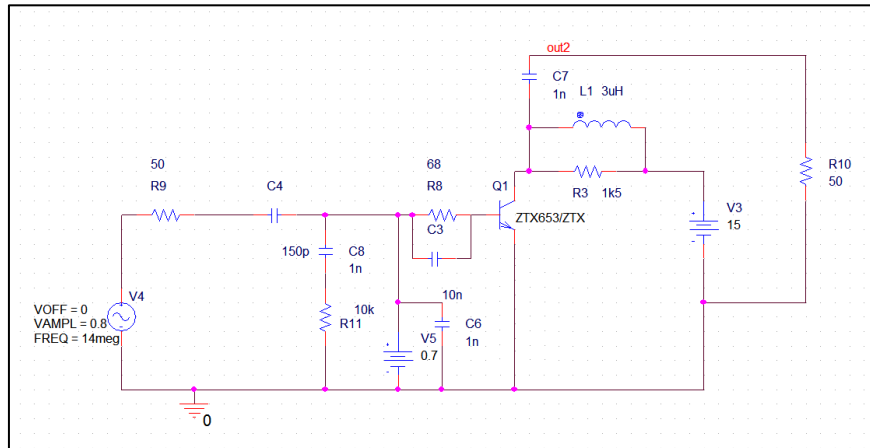 out2
C7
1n
L1 3uH
50
R9
C4
68
R8
Q1
R3 1k5
R10
50
ZTX653/ZTX
C3
V3
15
150p
C8
1n
10n
V4
VOFF = 0
VAMPL = 0.8
FREQ = 14meg
10k
R11
V5
0.7
C6
1n
0